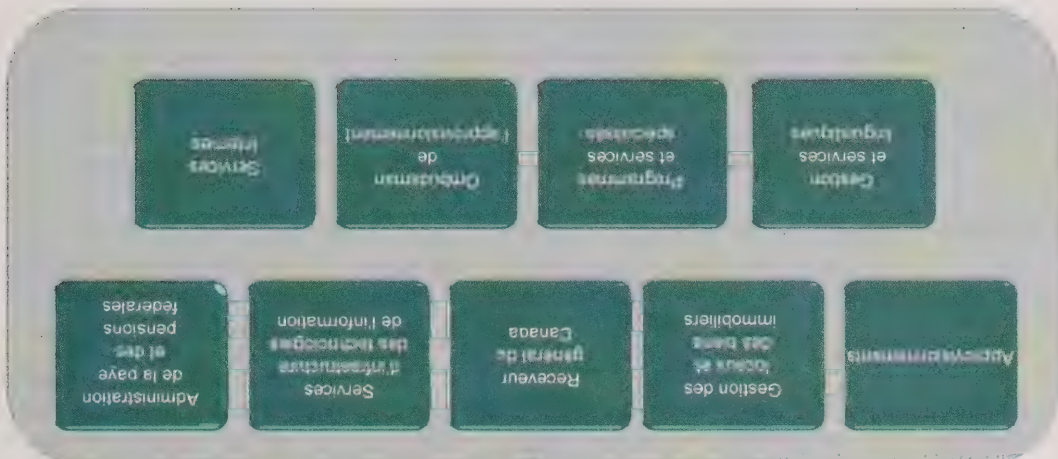 Approvisionnements
Gestion des
locaux et
des biens
immobiliers
Receveur
général du
Canada
Services
d'infrastructure
des technologies
de l'information
Administration
de la paye
et des
pensions
fédérales
Gestion
et services
linguistiques
Programmes
et services
spécialisés
Ombudsman
de
l'approvisionnement
Services
internes